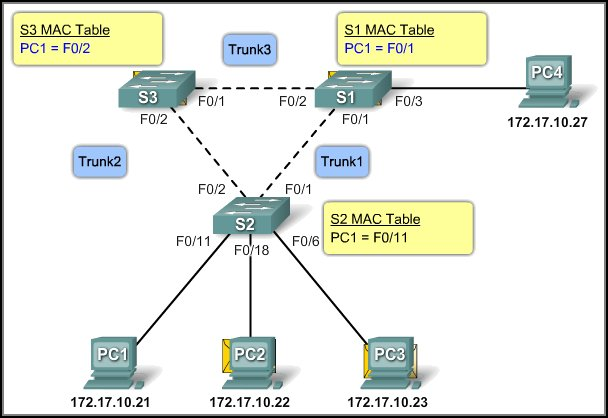 S3 MAC Table
PC1 = F0/2
Trunk3
S1 MAC Table
PC1 = F0/1
S3
F0/1
F0/2
S1
F0/3
PC4
F0/2
F0/1
172.17.10.27
Trunk2
Trunk1
F0/2
F0/1
S2
S2 MAC Table
PC1 = F0/11
F0/11
F0/18
F0/6
PC1
PC2
PC3
172.17.10.21
172.17.10.22
172.17.10.23